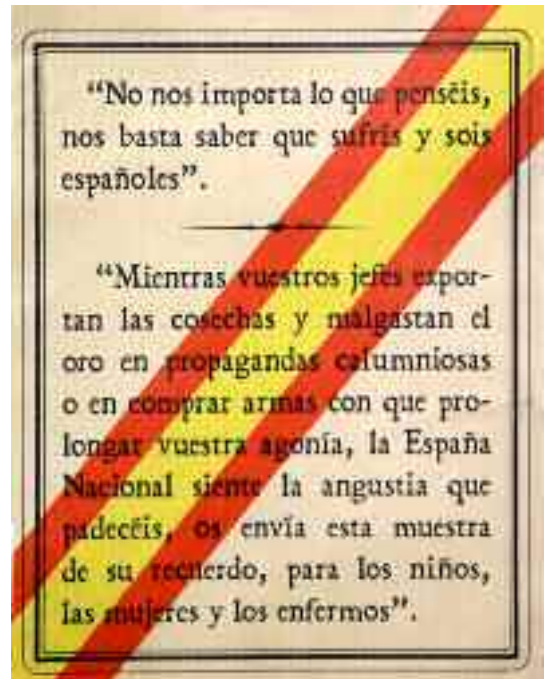 “No nos importa lo que penséis,
nos basta saber que sufrís y sois
españoles”.
“Mientras vuestros jefes expor-
tan las cosechas y malgastan el
oro en propagandas calumniosas
o en comprar armas con que pro-
longar vuestra agonía, la España
Nacional siente la angustia que
padecéis, os envía esta muestra
de su recuerdo, para los niños,
las mujeres y los enfermos”.